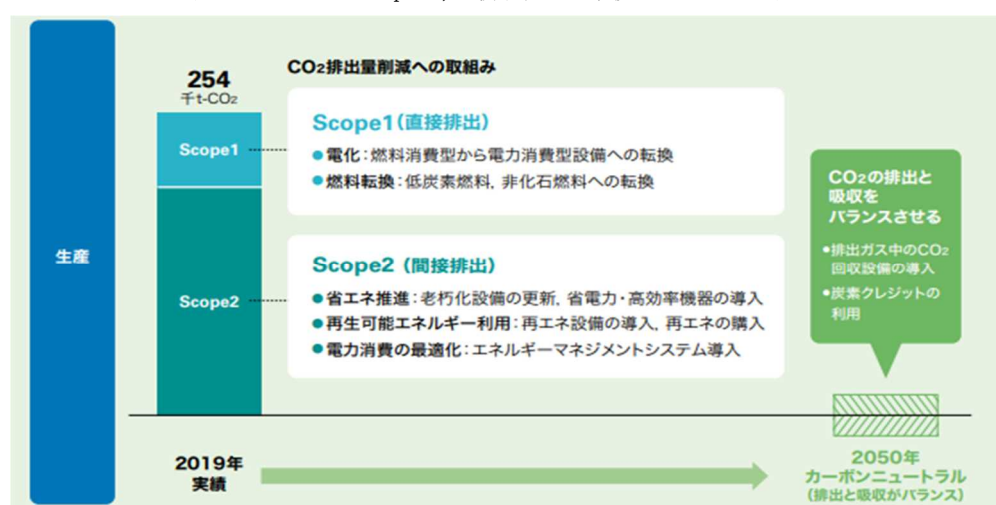 生産
254
千t-CO2
Scope1
Scope2
CO2排出量削減への取組み
Scope1(直接排出)
●電化：燃料消費型から電力消費型設備への転換
●燃料転換：低炭素燃料，非化石燃料への転換
Scope2（間接排出）
●省エネ推進：老朽化設備の更新，省電力・高効率機器の導入
●再生可能エネルギー利用：再エネ設備の導入，再エネの購入
●電力消費の最適化：エネルギーマネジメントシステム導入
CO2の排出と
吸収を
バランスさせる
●排出ガス中のCO2
回収設備の導入
●炭素クレジットの
利用
2019年
実績
2050年
カーボンニュートラル
(排出と吸収がバランス)